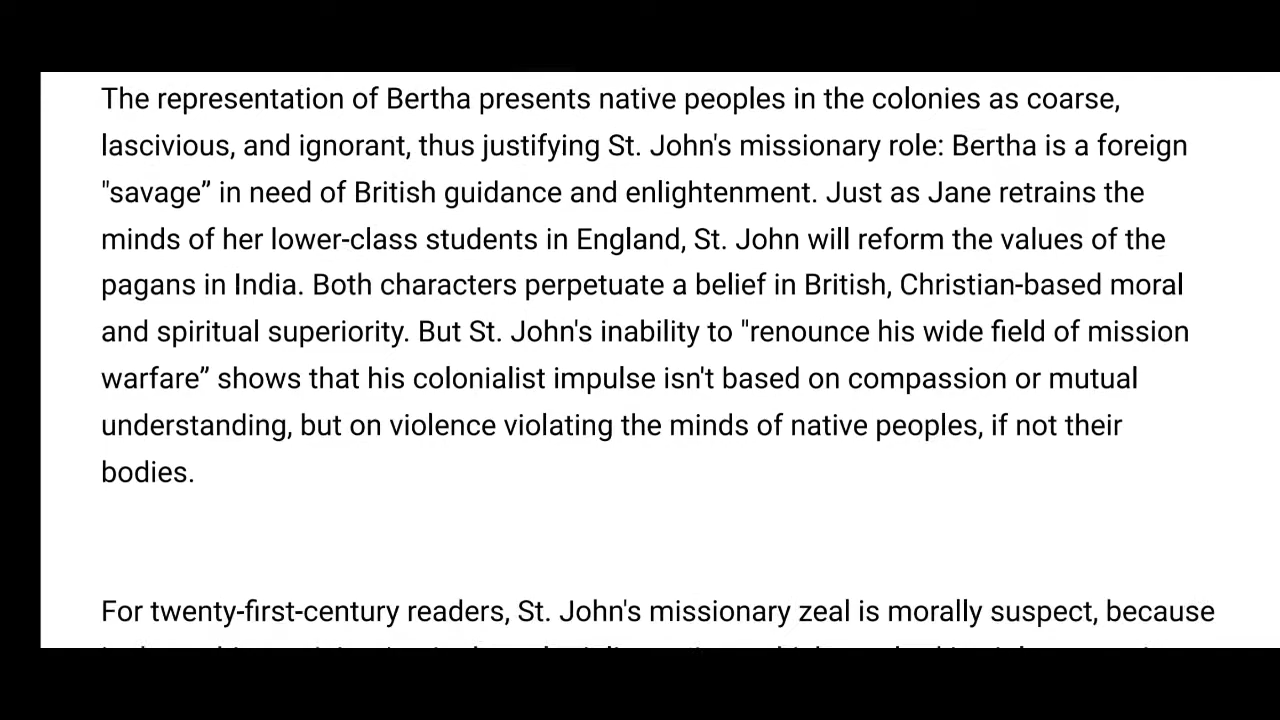 The representation of Bertha presents native peoples in the colonies as coarse,
lascivious, and ignorant, thus justifying St. John's missionary role: Bertha is a foreign
"savage” in need of British guidance and enlightenment. Just as Jane retrains the
minds of her lower-class students in England, St. John will reform the values of the
pagans in India. Both characters perpetuate a belief in British, Christian-based moral
and spiritual superiority. But St. John's inability to "renounce his wide field of mission
warfare” shows that his colonialist impulse isn't based on compassion or mutual
understanding, but on violence violating the minds of native peoples, if not their
bodies.
For twenty-first-century readers, St. John's missionary zeal is morally suspect, because